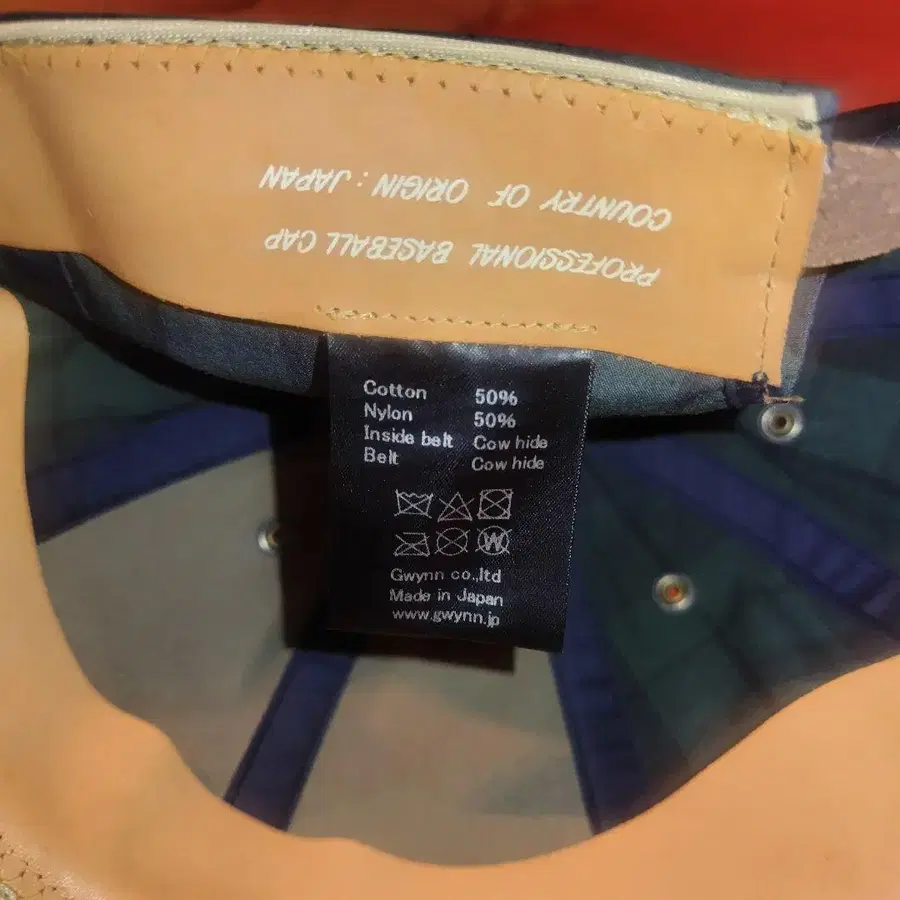 PROFESSIONAL BASEBALL CAP
COUNTRY OF ORIGIN : JAPAN
Cotton 50%
Nylon 50%
Inside belt Cow hide
Belt Cow hide
W
Gwynn co.,ltd
Made in Japan
www.gwynn.jp